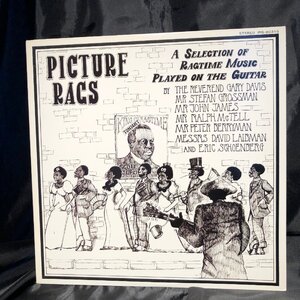 STEREO
PICTURE
RAGS
A SELECTION OF
RAGTIME MUSIC
PLAYED ON THE GUITAR
BY THE REVEREND GARY DAVIS
MR STEFAN GROSSMAN
MR JOHN JAMES
MR RALPH McTELL
MR PETER BERRYMAN
MESSRS DAVID LAIBMAN
AND ERIC SCHOENBERG